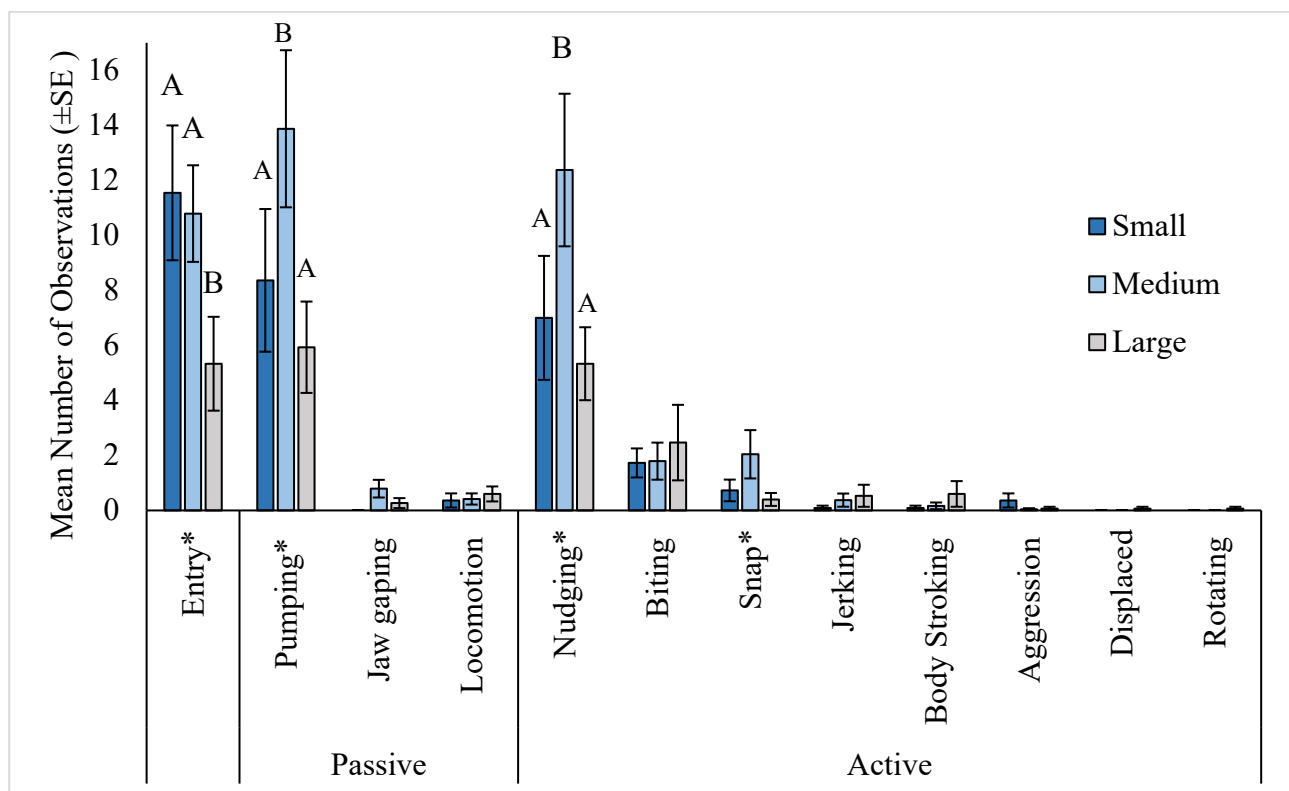 Mean Number of Observations (±SE )
16
14
12
10
8
6
4
2
0
A
A
B
A
B
A
A
B
A
Small
Medium
Large
Entry*
Pumping*
Jaw gaping
Locomotion
Nudging*
Biting
Snap*
Jerking
Body Stroking
Aggression
Displaced
Rotating
Passive
Active